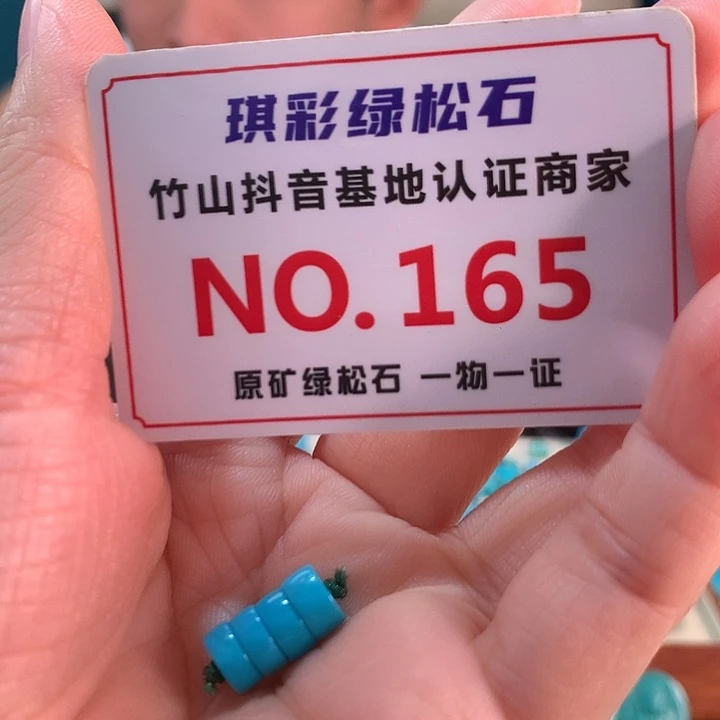 琪彩绿松石
竹山抖音基地认证商家
NO.165
原矿绿松石 一物一证